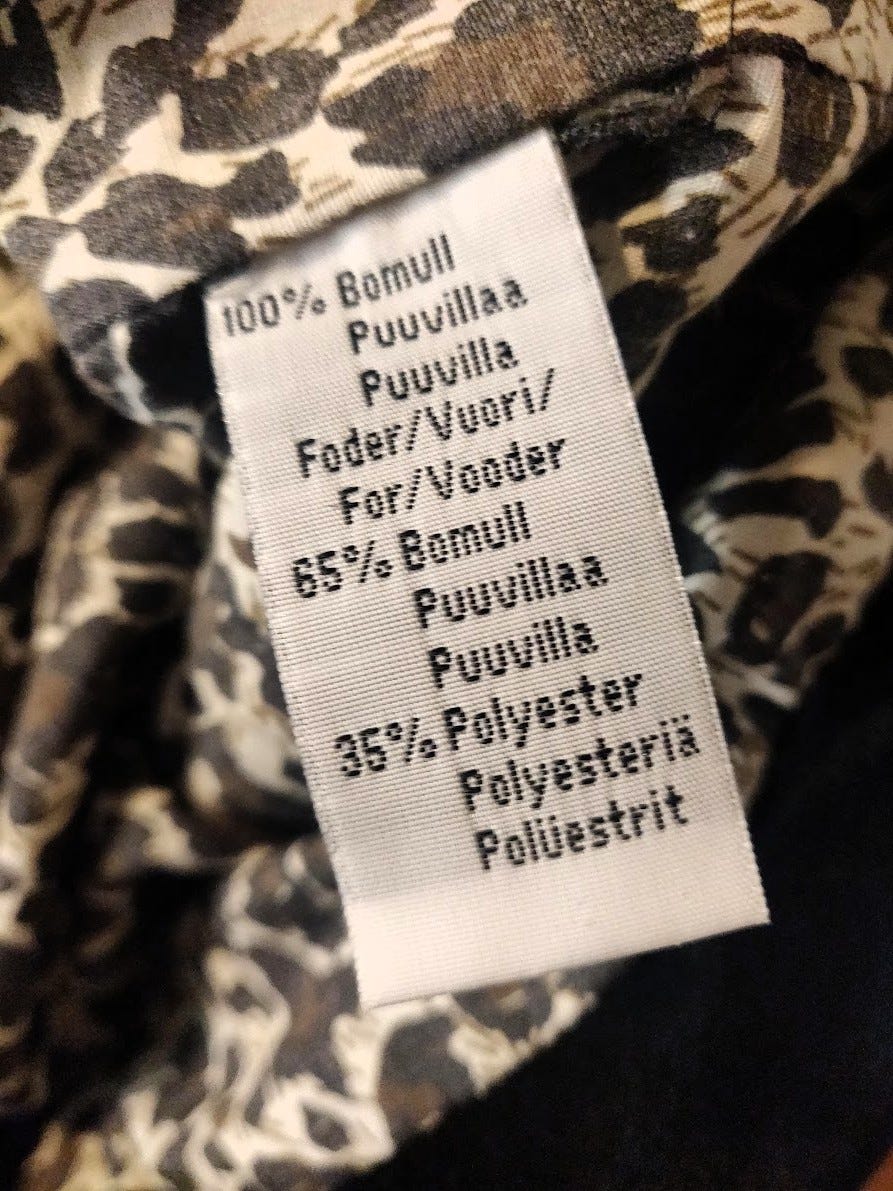 100% Bomull
Puuvillaa
Puuvilla
Foder/Vuori/
For/Vooder
65% Bomull
Puuvillaa
Puuvilla
35% Polyester
Polyesteriä
Polüestrit